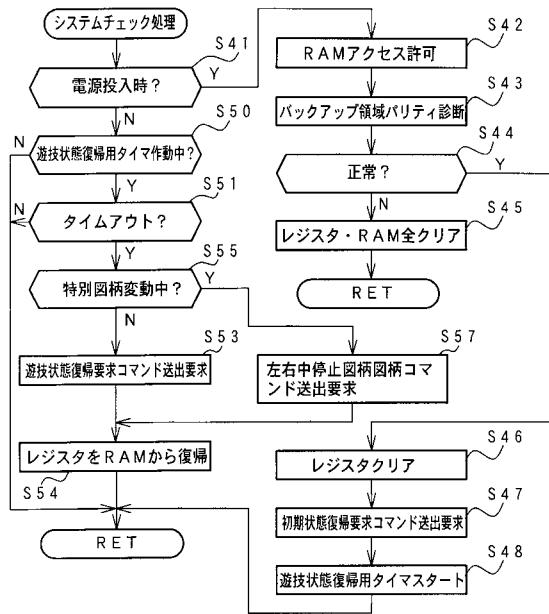 システムチェック処理
S41
電源投入時?
Y
N
S50
遊技状態復帰用タイマ作動中?
N
Y
S51
タイムアウト?
N
Y
S55
特別図柄変動中?
Y
N
S53
遊技状態復帰要求コマンド送出要求
S57
左右中停止図柄図柄コマ
ンド送出要求
レジスタをRAMから復帰
S54
RET
S42
RAMアクセス許可
S43
バックアップ領域パリティ診断
S44
正常?
Y
N
S45
レジスタ・RAM全クリア
RET
S46
レジスタクリア
S47
初期状態復帰要求コマンド送出要求
S48
遊技状態復帰用タイマスタート